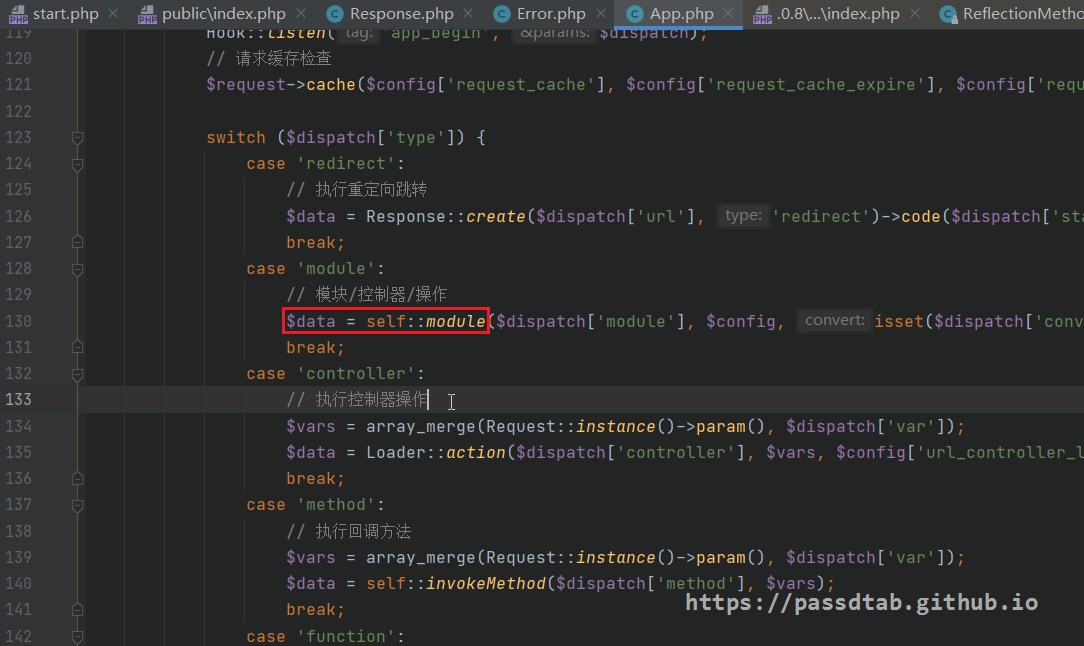 start.php
public\index.php
Response.php
Error.php
App.php
.0.8\...\index.php
ReflectionMetho
119 Hook::listen( tag: 'app_begin', &params: $dispatch);
120 // 请求缓存检查
121 $request->cache($config['request_cache'], $config['request_cache_expire'], $config['requ
122
123 switch ($dispatch['type']) {
124 case 'redirect':
125 // 执行重定向跳转
126 $data = Response::create($dispatch['url'], type: 'redirect')->code($dispatch['sta
127 break;
128 case 'module':
129 // 模块/控制器/操作
130 $data = self::module($dispatch['module'], $config, convert: isset($dispatch['conv
131 break;
132 case 'controller':
133 // 执行控制器操作
134 $vars = array_merge(Request::instance()->param(), $dispatch['var']);
135 $data = Loader::action($dispatch['controller'], $vars, $config['url_controller_l
136 break;
137 case 'method':
138 // 执行回调方法
139 $vars = array_merge(Request::instance()->param(), $dispatch['var']);
140 $data = self::invokeMethod($dispatch['method'], $vars);
141 break;
142 case 'function':
https://passdtab.github.io